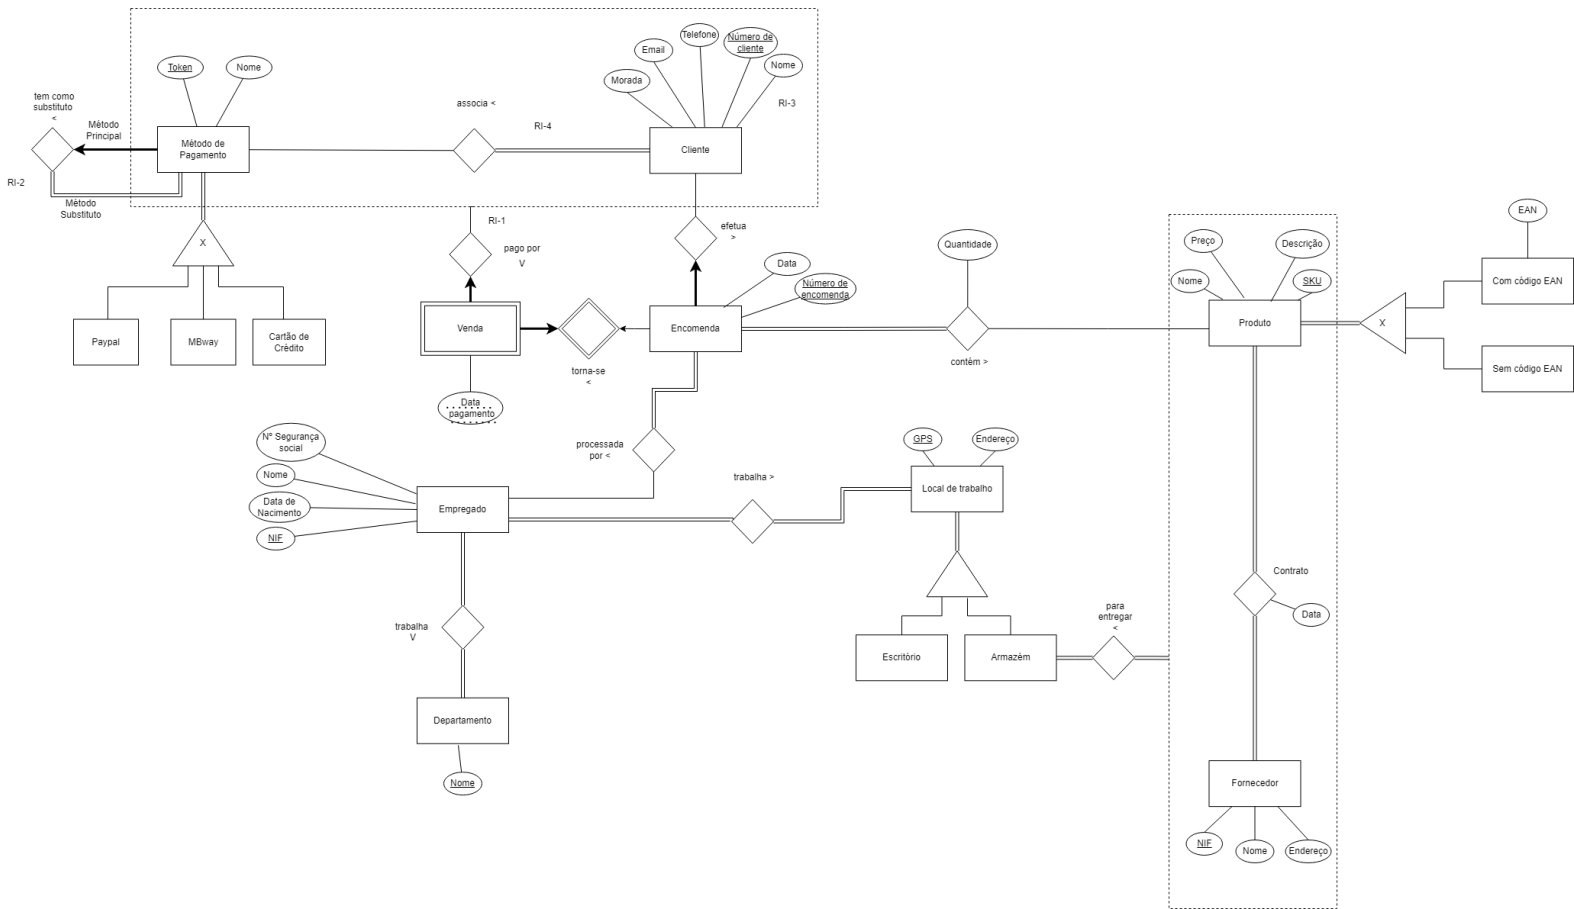 Telefone
Número de
cliente
Email
Nome
Morada
Token
Nome
RI-3
tem como
substituto
<
associa <
Método
Principal
RI-4
Método de
Pagamento
Cliente
RI-2
Método
Substituto
EAN
RI-1
efetua
>
X
pago por
V
Quantidade
Preço
Descrição
Data
Nome
SKU
Com código EAN
Número de
encomenda
Venda
Encomenda
Produto
X
Paypal
MBway
Cartão de
Crédito
contêm >
Sem código EAN
torna-se
<
Data
pagamento
Nº Segurança
social
processada
por <
GPS
Endereço
Nome
trabalha >
Local de trabalho
Data de
Nacimento
Empregado
NIF
Contrato
para
entregar
<
Data
trabalha
V
Escritório
Armazém
Departamento
Nome
Fornecedor
NIF
Nome
Endereço